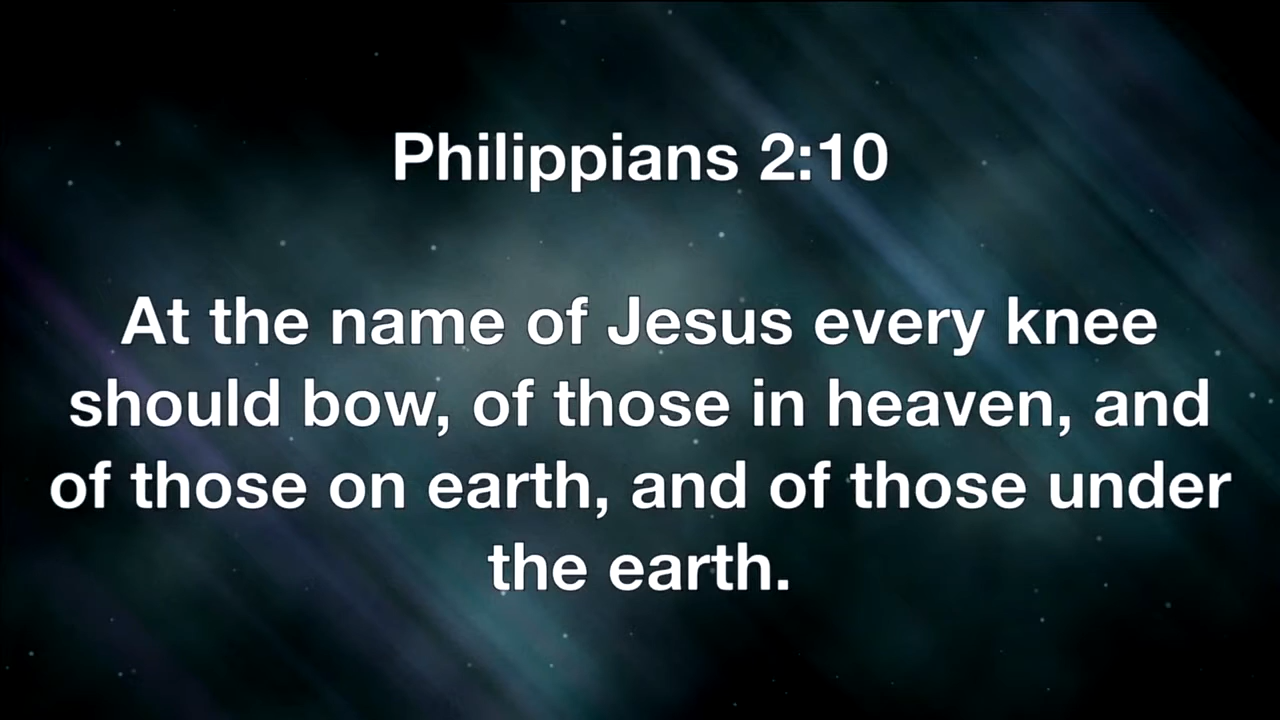 Philippians 2:10
At the name of Jesus every knee
should bow, of those in heaven, and
of those on earth, and of those under
the earth.